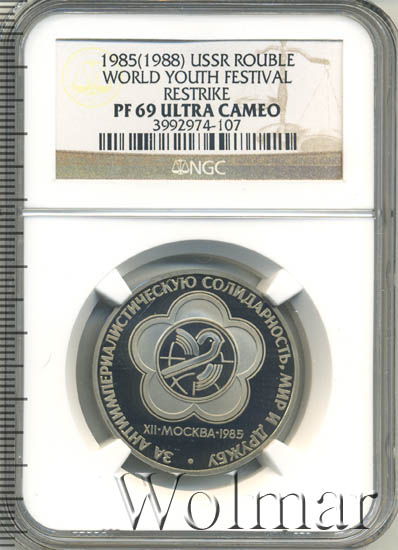 1985(1988) USSR ROUBLE
WORLD YOUTH FESTIVAL
RESTRIKE
PF 69 ULTRA CAMEO
3992974-107
NGC
ЗА АНТИИМПЕРИАЛИСТИЧЕСКУЮ СОЛИДАРНОСТЬ, МИР И ДРУЖБУ
XII·МОСКВА·1985
Wolmar